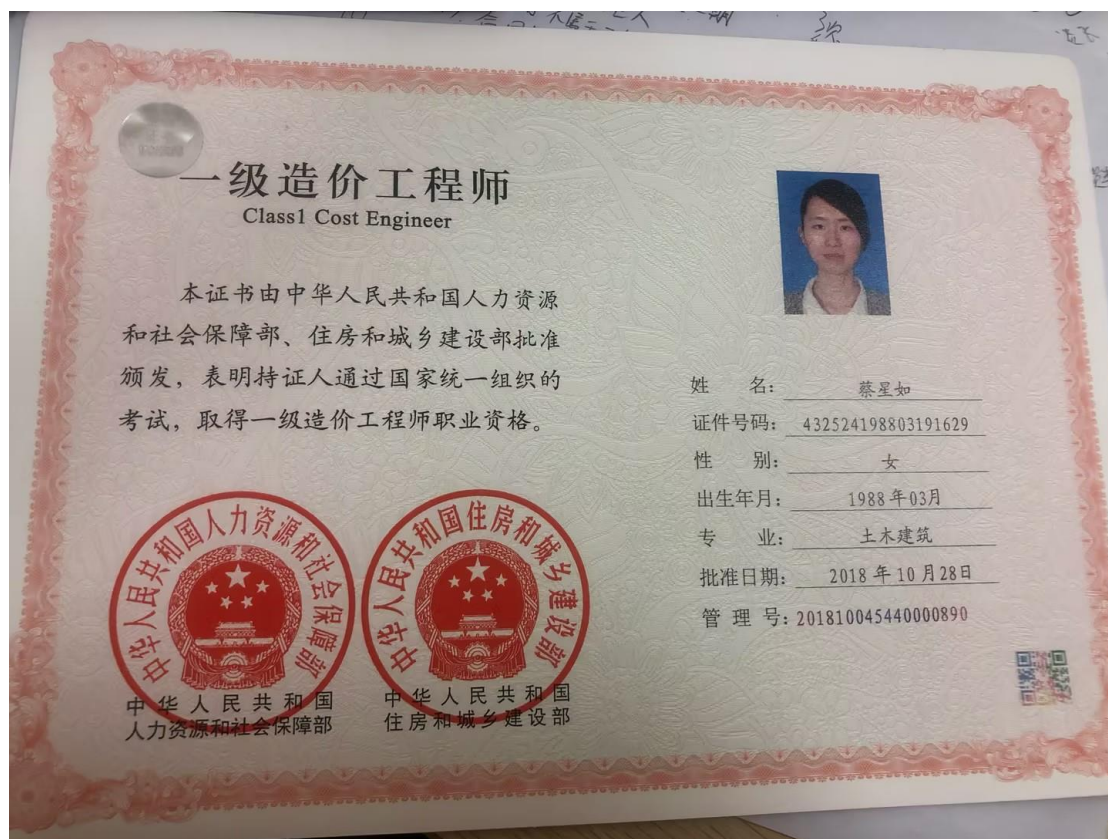 一级造价工程师
Class1 Cost Engineer
本证书由中华人民共和国人力资源
和社会保障部、住房和城乡建设部批准
颁发，表明持证人通过国家统一组织的
考试，取得一级造价工程师职业资格。
中华人民共和国人力资源和社会保障部
中华人民共和国
人力资源和社会保障部
中华人民共和国住房和城乡建设部
中华人民共和国
住房和城乡建设部
姓 名：蔡星如
证件号码：432524198803191629
性 别：女
出生年月：1988年03月
专 业：土木建筑
批准日期：2018年10月28日
管 理 号：201810045440000890